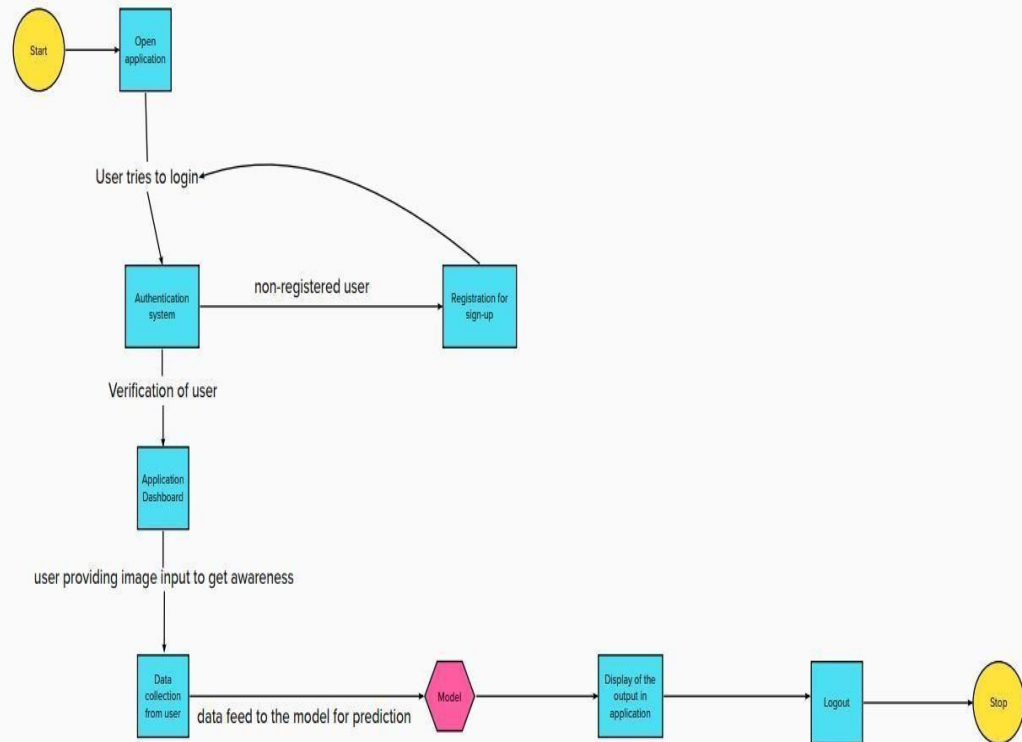 Start
Open
application
User tries to login
Authentication
system
non-registered user
Registration for
sign-up
Verification of user
Application
Dashboard
user providing image input to get awareness
Data
collection
from user
data feed to the model for prediction
Model
Display of the
output in
application
Logout
Stop